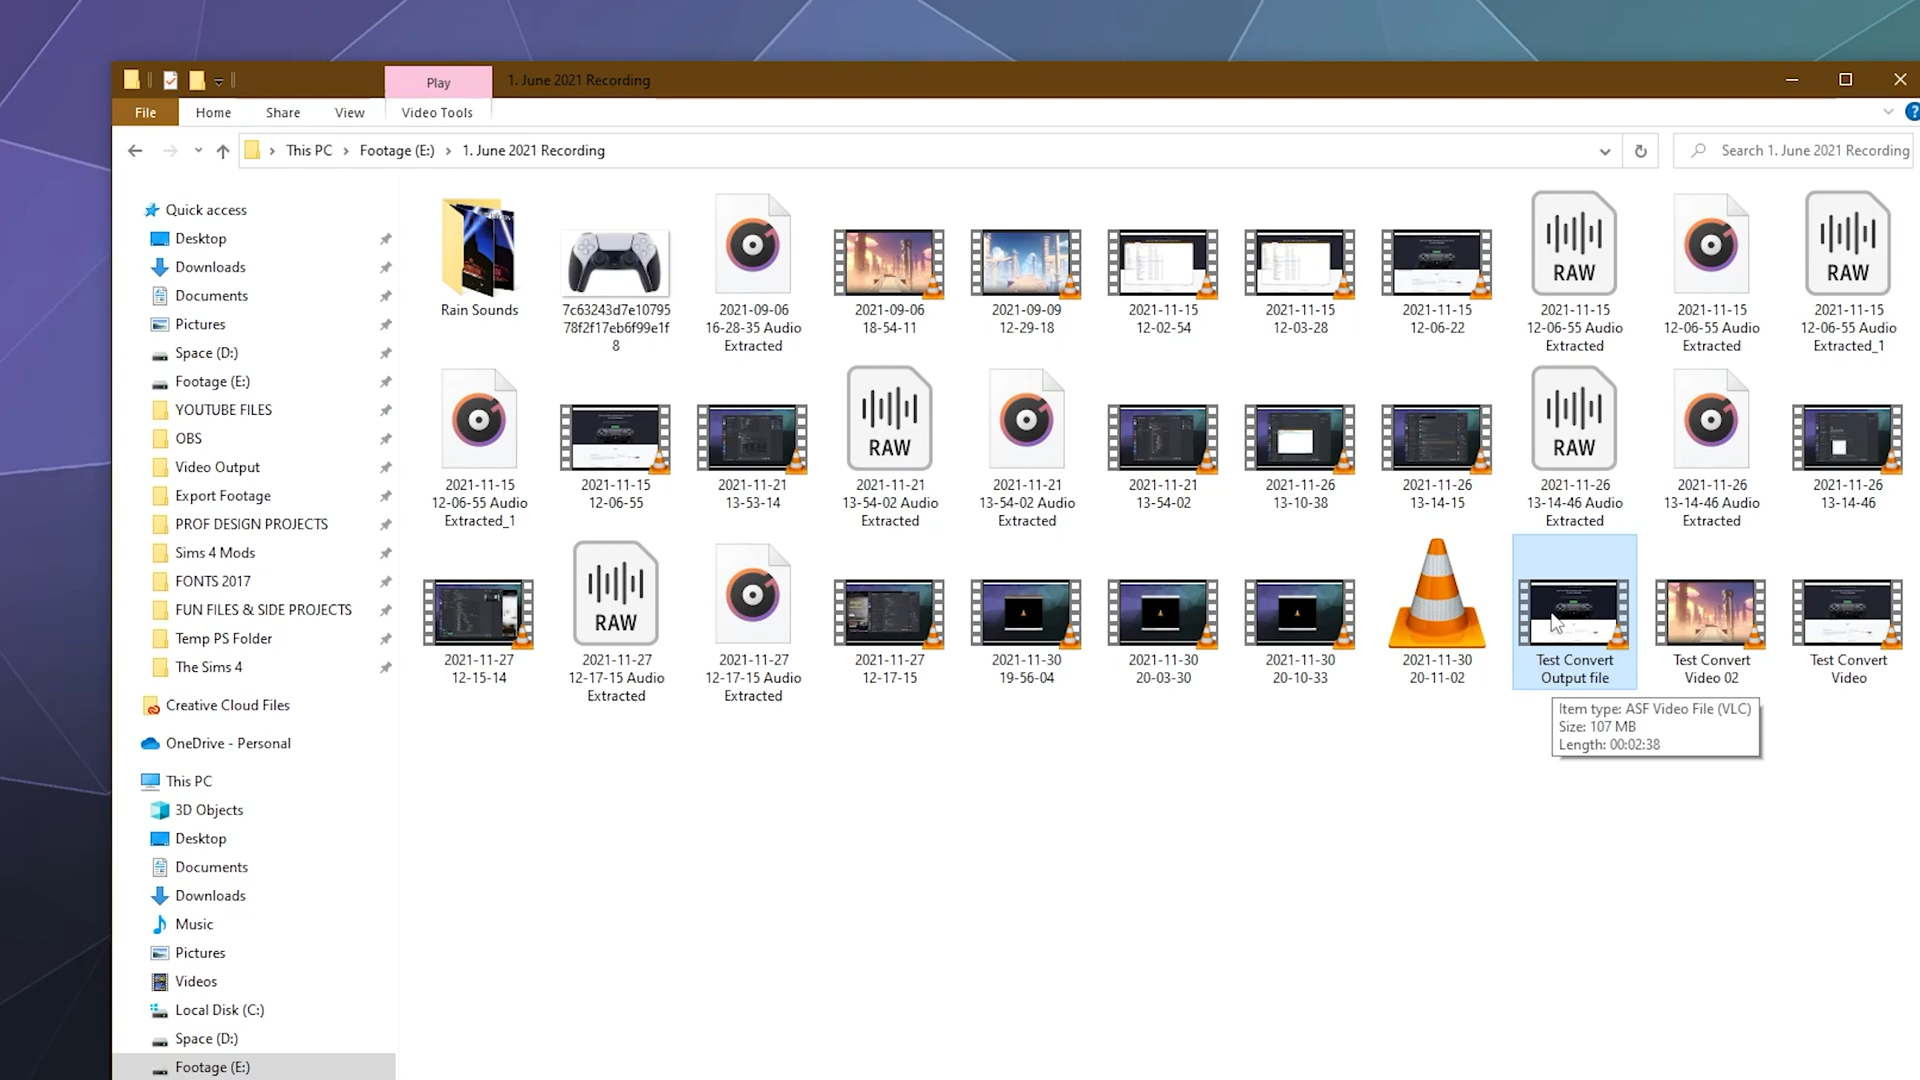 Play
1. June 2021 Recording
File
Home
Share
View
Video Tools
This PC
Footage (E:)
1. June 2021 Recording
Search 1. June 2021 Recording
Quick access
Desktop
Downloads
Documents
Pictures
Space (D:)
Footage (E:)
YOUTUBE FILES
OBS
Video Output
Export Footage
PROF DESIGN PROJECTS
Sims 4 Mods
FONTS 2017
FUN FILES & SIDE PROJECTS
Temp PS Folder
The Sims 4
Creative Cloud Files
OneDrive - Personal
This PC
3D Objects
Desktop
Documents
Downloads
Music
Pictures
Videos
Local Disk (C:)
Space (D:)
Footage (E:)
Rain Sounds
7c63243d7e10795
78f2f17eb6f99e1f
8
2021-09-06
16-28-35 Audio
Extracted
2021-09-06
18-54-11
2021-09-09
12-29-18
2021-11-15
12-02-54
2021-11-15
12-03-28
2021-11-15
12-06-22
RAW
2021-11-15
12-06-55 Audio
Extracted
2021-11-15
12-06-55 Audio
Extracted
RAW
2021-11-15
12-06-55 Audio
Extracted_1
2021-11-15
12-06-55 Audio
Extracted_1
2021-11-15
12-06-55
2021-11-21
13-53-14
RAW
2021-11-21
13-54-02 Audio
Extracted
2021-11-21
13-54-02 Audio
Extracted
2021-11-21
13-54-02
2021-11-26
13-10-38
2021-11-26
13-14-15
RAW
2021-11-26
13-14-46 Audio
Extracted
2021-11-26
13-14-46 Audio
Extracted
2021-11-26
13-14-46
2021-11-27
12-15-14
RAW
2021-11-27
12-17-15 Audio
Extracted
2021-11-27
12-17-15 Audio
Extracted
2021-11-27
12-17-15
2021-11-30
19-56-04
2021-11-30
20-03-30
2021-11-30
20-10-33
2021-11-30
20-11-02
Test Convert
Output file
Test Convert
Video 02
Test Convert
Video
Item type: ASF Video File (VLC)
Size: 107 MB
Length: 00:02:38